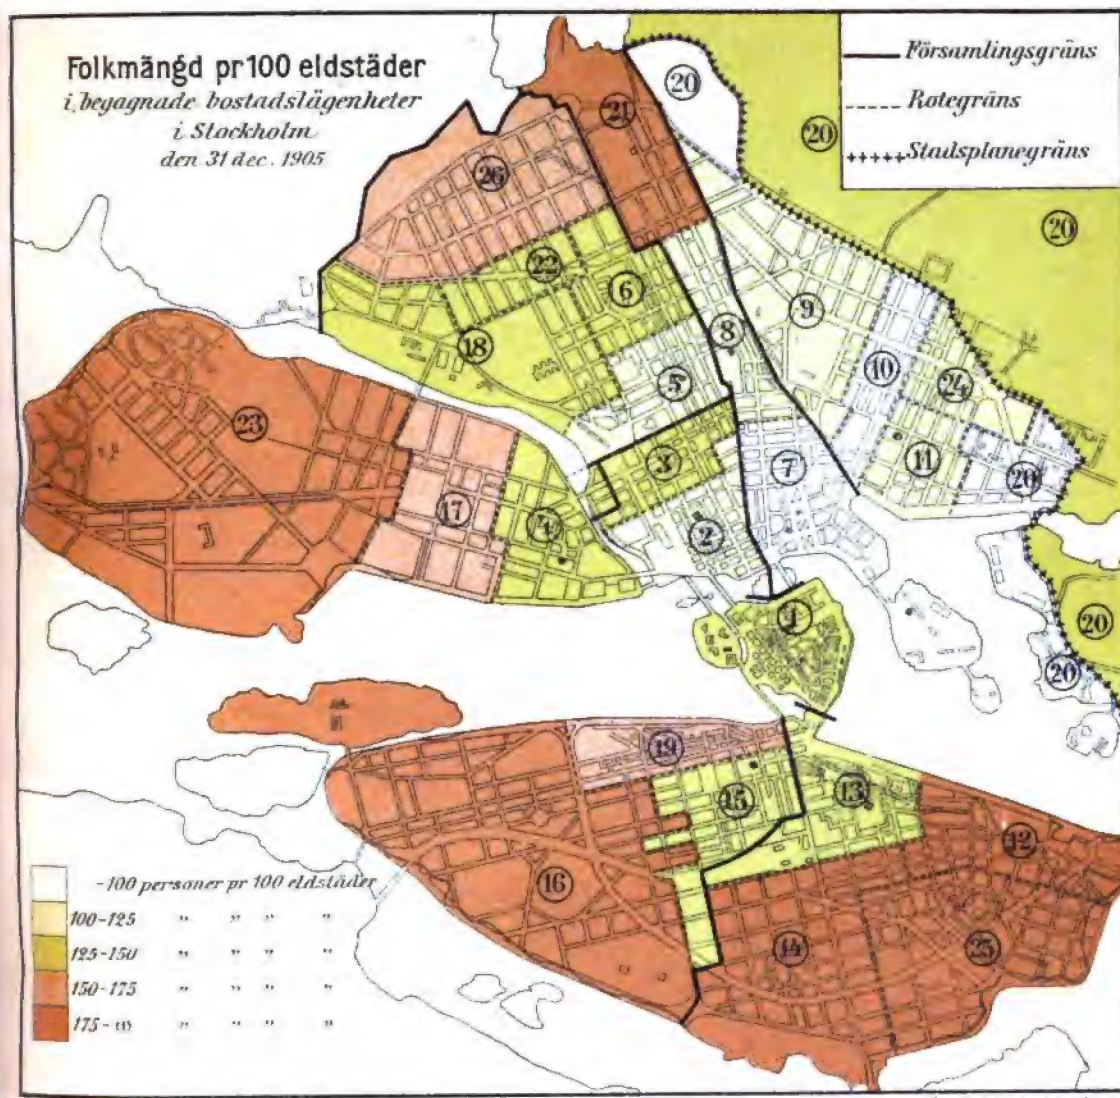 Folkmängd pr 100 eldstäder
i begagnade bostadslägenheter
i Stockholm
den 31 dec. 1905
Församlingsgräns
Rotegräns
Stadsplanegräns
20
21
20
20
26
22
6
9
18
8
10
5
24
23
3
11
17
4
7
20
2
1
20
20
19
15
13
12
16
14
25
-100 personer pr 100 eldstäder
100-125 " " " "
125-150 " " " "
150-175 " " " "
175- " " " "